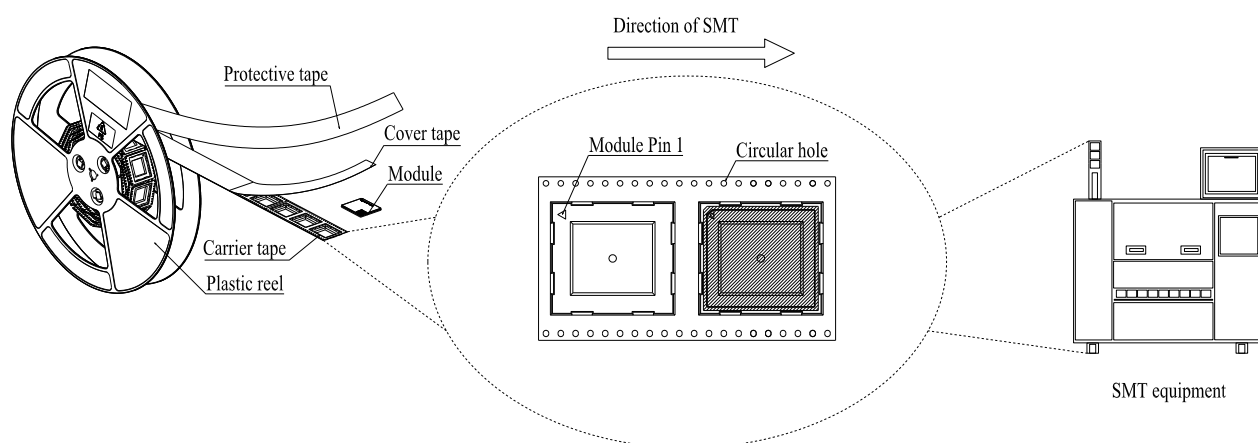 Direction of SMT
Protective tape
Cover tape
Module
Module Pin 1
Circular hole
Carrier tape
Plastic reel
SMT equipment